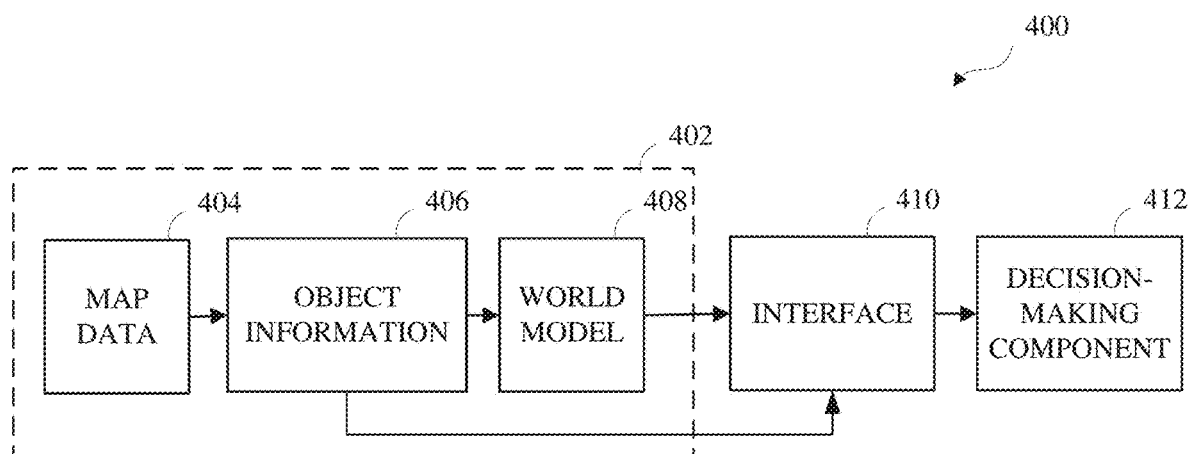 400
402
404
406
408
410
412
MAP
DATA
OBJECT
INFORMATION
WORLD
MODEL
INTERFACE
DECISION-
MAKING
COMPONENT